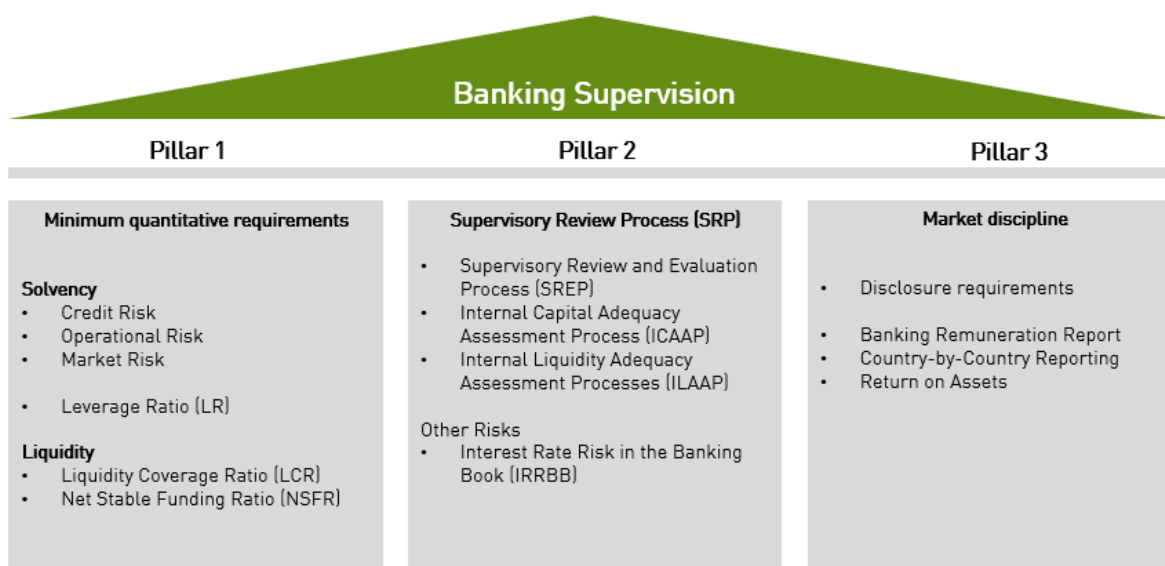 Banking Supervision
Pillar 1
Pillar 2
Pillar 3
Minimum quantitative requirements
Solvency
• Credit Risk
• Operational Risk
• Market Risk
• Leverage Ratio (LR)
Liquidity
• Liquidity Coverage Ratio (LCR)
• Net Stable Funding Ratio (NSFR)
Supervisory Review Process (SRP)
• Supervisory Review and Evaluation
Process (SREP)
• Internal Capital Adequacy
Assessment Process (ICAAP)
• Internal Liquidity Adequacy
Assessment Processes (ILAAP)
Other Risks
• Interest Rate Risk in the Banking
Book (IRRBB)
Market discipline
• Disclosure requirements
• Banking Remuneration Report
• Country-by-Country Reporting
• Return on Assets